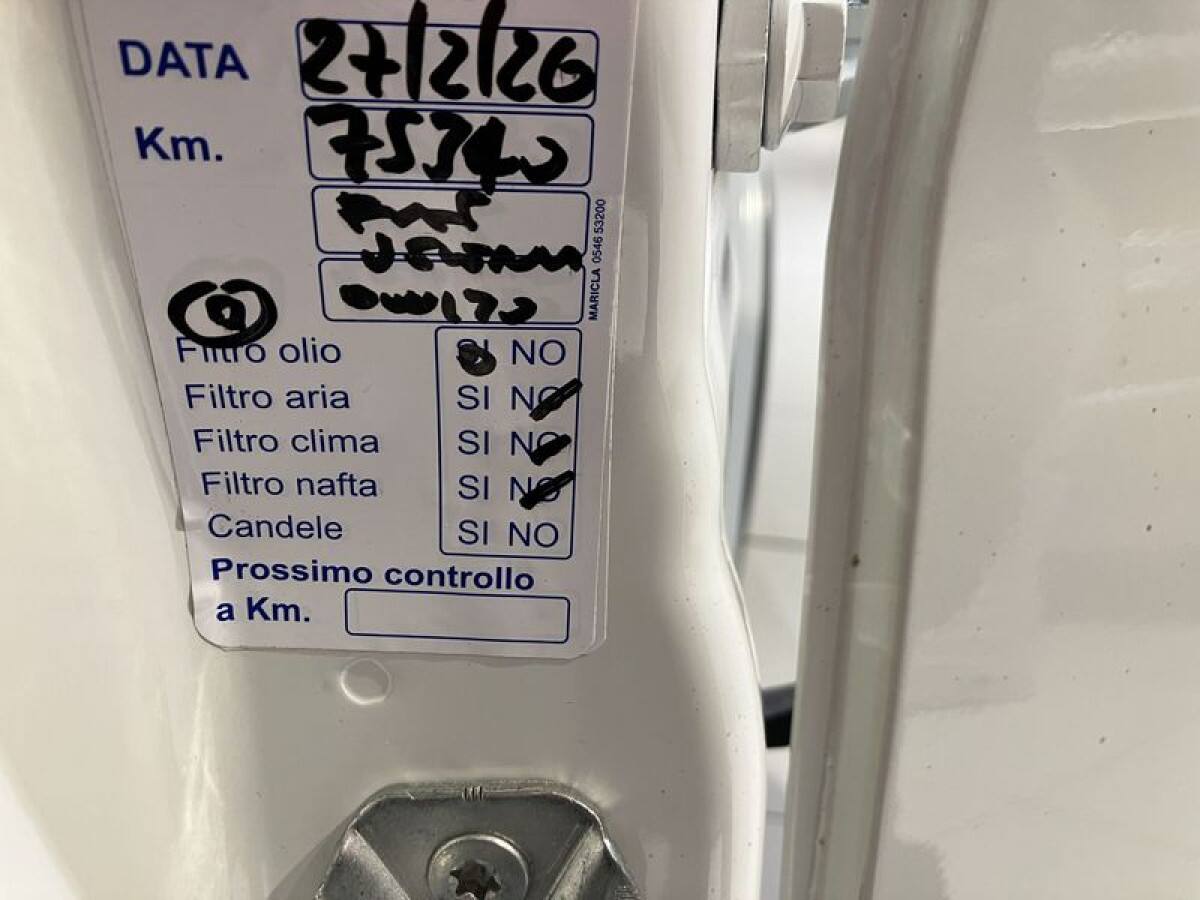 DATA 27/2/26
Km. 75340
MARICLA 0546 53200
Filtro olio SI NO
Filtro aria SI NO
Filtro clima SI NO
Filtro nafta SI NO
Candele SI NO
Prossimo controllo
a Km.